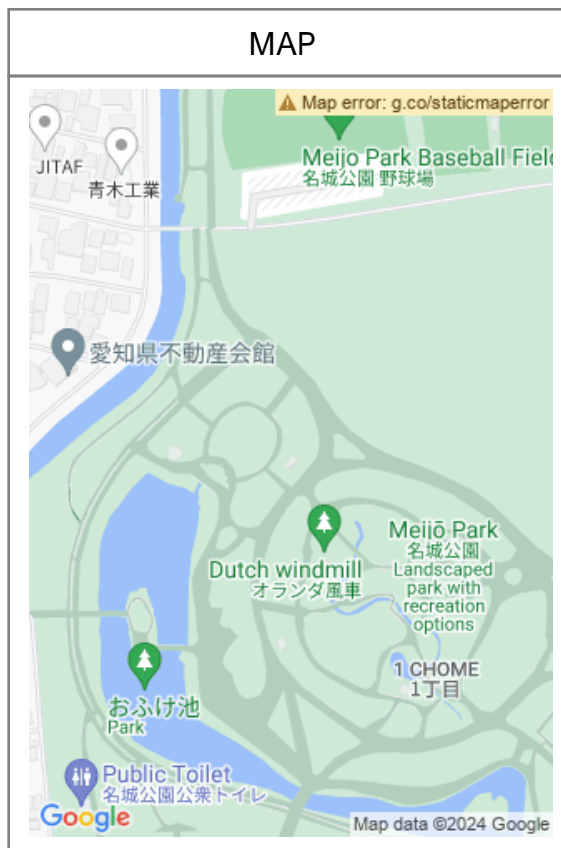 MAP
Map error: g.co/staticmaperror
Meijo Park Baseball Field
名城公園 野球場
JITAF
青木工業
愛知県不動産会館
Dutch windmill
オランダ風車
Meijō Park
名城公園
Landscaped
park with
recreation
options
1 CHOME
1丁目
おふけ池
Park
Public Toilet
名城公園公衆トイレ
Google
Map data ©2024 Google